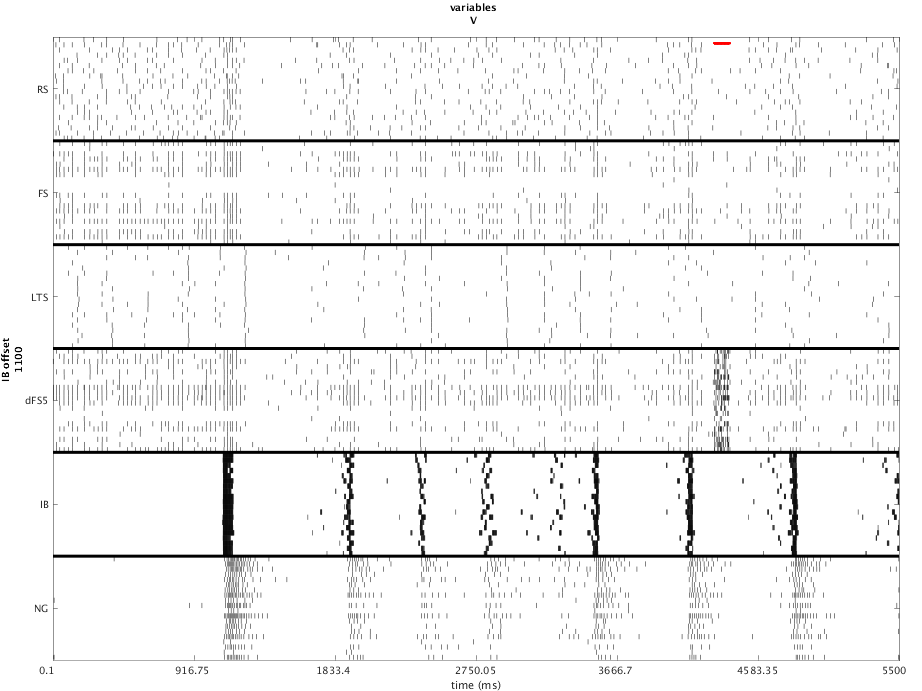 variables
V
RS
FS
LTS
dFS5
IB
NG
IB offset
1100
0.1 916.75 1833.4 2750.05 3666.7 4583.35 5500
time (ms)